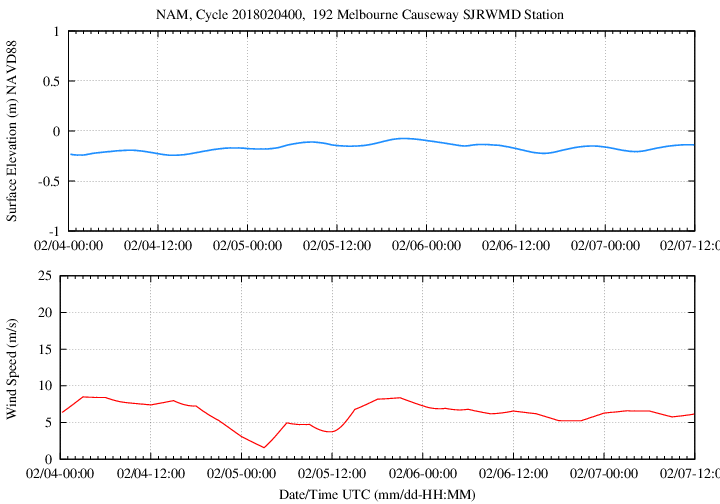 NAM, Cycle 2018020400,  192 Melbourne Causeway SJRWMD Station
Surface Elevation (m) NAVD88
1
0.5
0
-0.5
-1
02/04-00:00 02/04-12:00 02/05-00:00 02/05-12:00 02/06-00:00 02/06-12:00 02/07-00:00 02/07-12:0
Wind Speed (m/s)
25
20
15
10
5
0
02/04-00:00 02/04-12:00 02/05-00:00 02/05-12:00 02/06-00:00 02/06-12:00 02/07-00:00 02/07-12:0
Date/Time UTC (mm/dd-HH:MM)